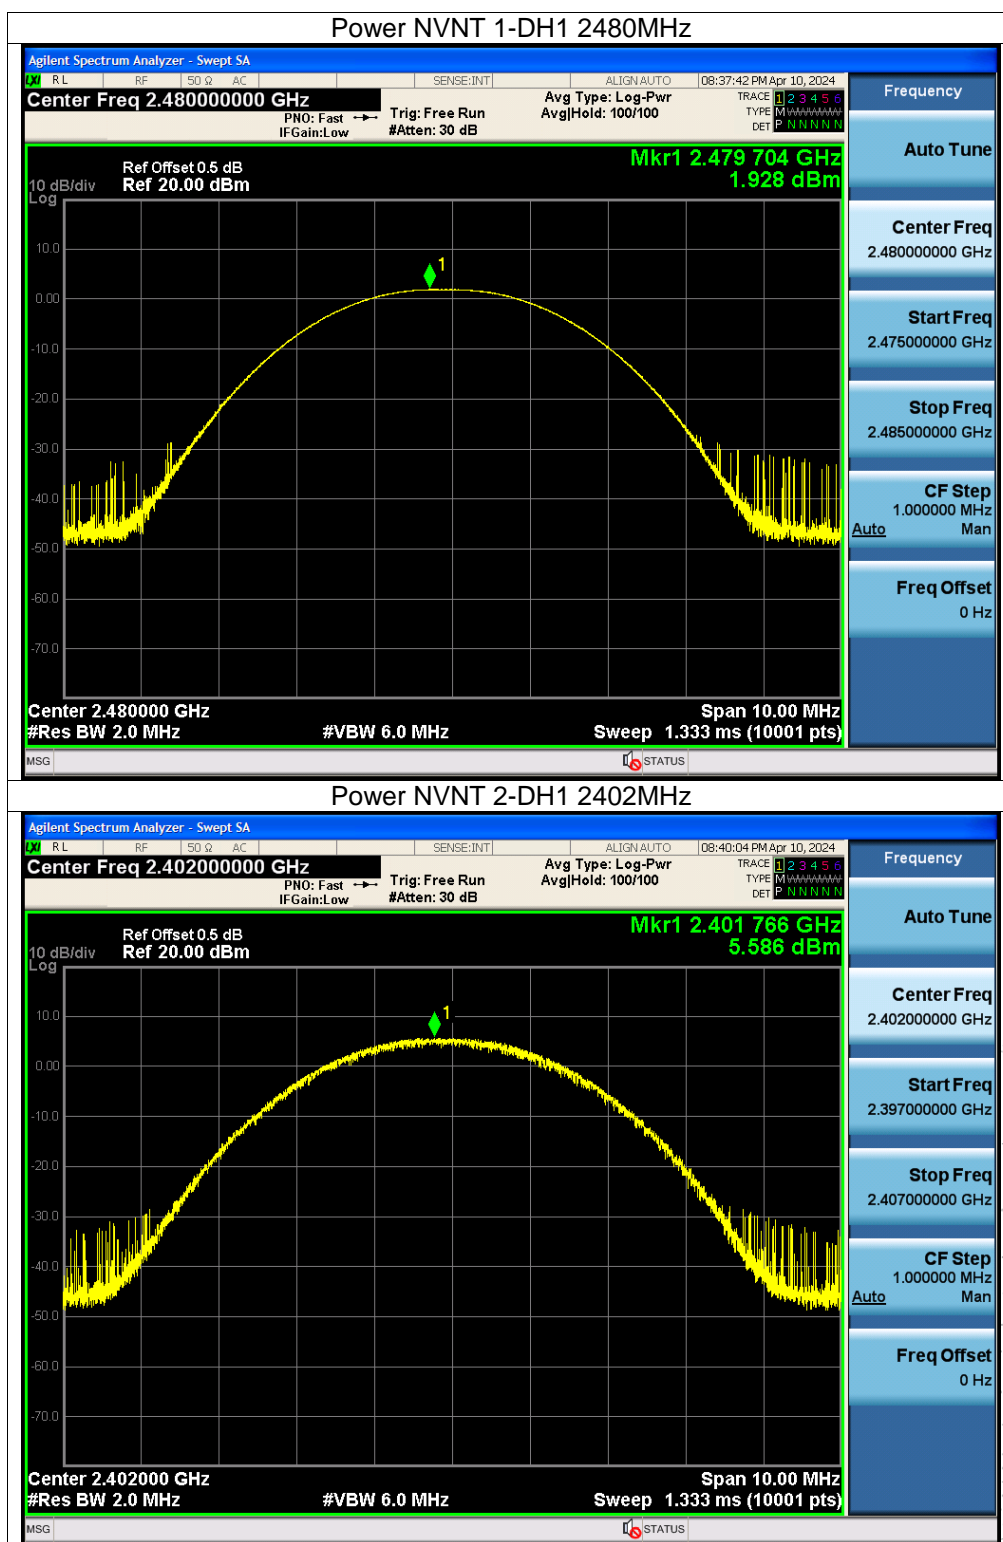 Power NVNT 1-DH1 2480MHz
Agilent Spectrum Analyzer - Swept SA
LXI RL RF 50 Ω AC SENSE:INT ALIGN AUTO 08:37:42 PM Apr 10, 2024
Center Freq 2.480000000 GHz
PNO: Fast
IFGain:Low
Trig: Free Run
#Atten: 30 dB
Avg Type: Log-Pwr
Avg|Hold: 100/100
TRACE 1 2 3 4 5 6
TYPE M
DET P N N N N N
Frequency
Auto Tune
Mkr1 2.479 704 GHz
1.928 dBm
Ref Offset 0.5 dB
10 dB/div Ref 20.00 dBm
Log
Center Freq
2.480000000 GHz
10.0
1
0.00
Start Freq
2.475000000 GHz
-10.0
-20.0
Stop Freq
2.485000000 GHz
-30.0
-40.0
CF Step
1.000000 MHz
Auto Man
-50.0
Freq Offset
0 Hz
-60.0
-70.0
Center 2.480000 GHz Span 10.00 MHz
#Res BW 2.0 MHz #VBW 6.0 MHz Sweep 1.333 ms (10001 pts)
MSG STATUS
Power NVNT 2-DH1 2402MHz
Agilent Spectrum Analyzer - Swept SA
LXI RL RF 50 Ω AC SENSE:INT ALIGN AUTO 08:40:04 PM Apr 10, 2024
Center Freq 2.402000000 GHz
PNO: Fast
IFGain:Low
Trig: Free Run
#Atten: 30 dB
Avg Type: Log-Pwr
Avg|Hold: 100/100
TRACE 1 2 3 4 5 6
TYPE M
DET P N N N N N
Frequency
Auto Tune
Mkr1 2.401 766 GHz
5.586 dBm
Ref Offset 0.5 dB
10 dB/div Ref 20.00 dBm
Log
Center Freq
2.402000000 GHz
10.0
1
0.00
Start Freq
2.397000000 GHz
-10.0
-20.0
Stop Freq
2.407000000 GHz
-30.0
-40.0
CF Step
1.000000 MHz
Auto Man
-50.0
Freq Offset
0 Hz
-60.0
-70.0
Center 2.402000 GHz Span 10.00 MHz
#Res BW 2.0 MHz #VBW 6.0 MHz Sweep 1.333 ms (10001 pts)
MSG STATUS